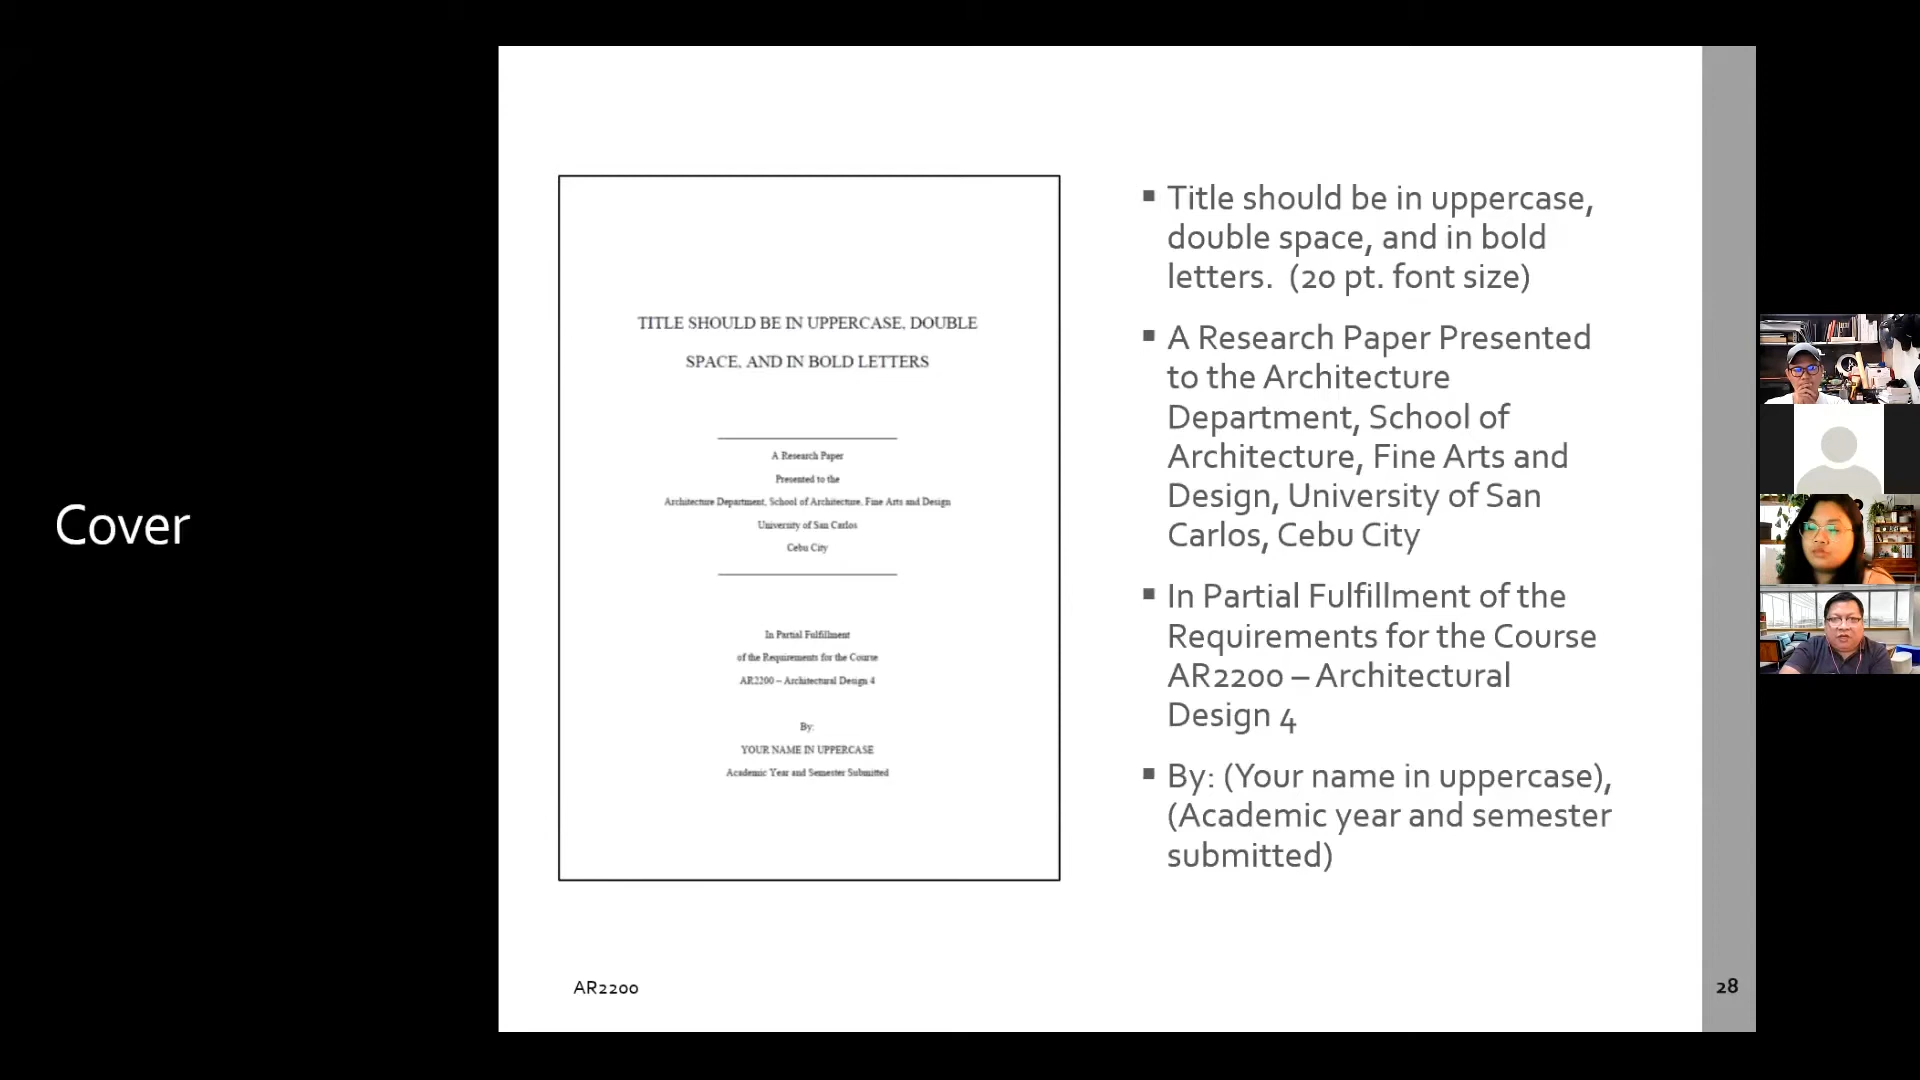 Cover
TITLE SHOULD BE IN UPPERCASE, DOUBLE
SPACE, AND IN BOLD LETTERS
A Research Paper
Presented to the
Architecture Department, School of Architecture, Fine Arts and Design
University of San Carlos
Cebu City
In Partial Fulfillment
of the Requirements for the Course
AR2200 – Architectural Design 4
By:
YOUR NAME IN UPPERCASE
Academic Year and Semester Submitted
▪ Title should be in uppercase,
double space, and in bold
letters. (20 pt. font size)
▪ A Research Paper Presented
to the Architecture
Department, School of
Architecture, Fine Arts and
Design, University of San
Carlos, Cebu City
▪ In Partial Fulfillment of the
Requirements for the Course
AR2200 – Architectural
Design 4
▪ By: (Your name in uppercase),
(Academic year and semester
submitted)
AR2200
28